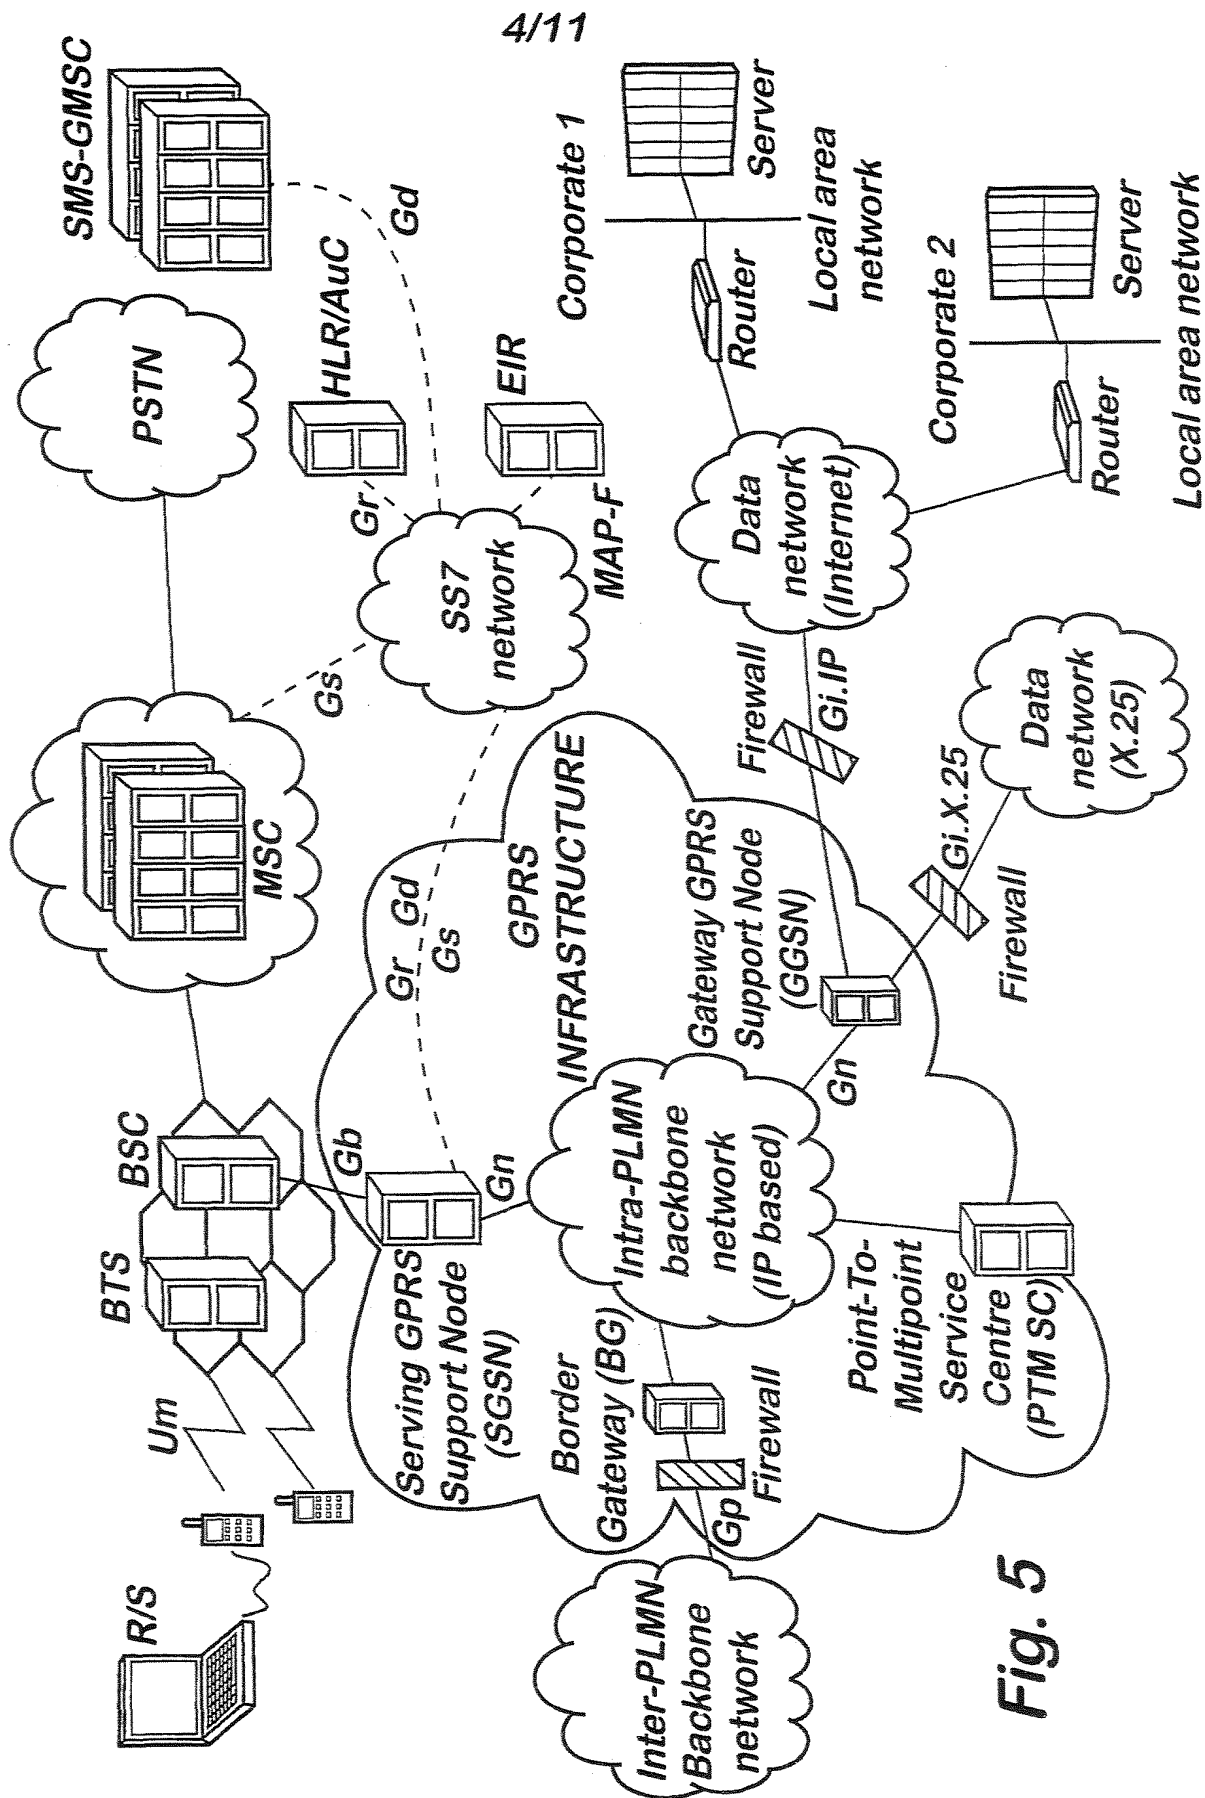 4/11
R/S
Um
BTS
BSC
MSC
PSTN
SMS-GMSC
Gb
Gs
Gr
HLR/AuC
Gd
Serving GPRS
Support Node
(SGSN)
Gn
Gr
Gd
Gs
SS7
network
EIR
MAP-F
GPRS
INFRASTRUCTURE
Border
Gateway (BG)
Gp
Firewall
Inter-PLMN
Backbone
network
Intra-PLMN
backbone
network
(IP based)
Gn
Gateway GPRS
Support Node
(GGSN)
Firewall
Gi.IP
Data
network
(Internet)
Corporate 1
Router
Server
Local area
network
Point-To-
Multipoint
Service
Centre
(PTM SC)
Firewall
Gi.X.25
Data
network
(X.25)
Corporate 2
Router
Server
Local area network
Fig. 5